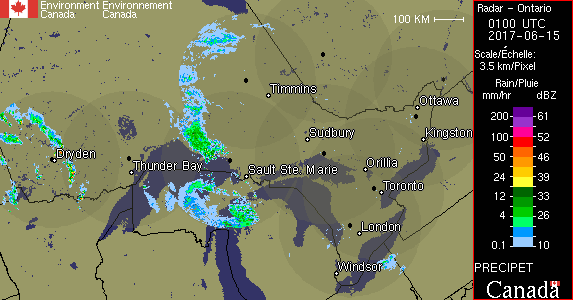 Environment Environnement
Canada Canada
100 KM
Timmins
Ottawa
Sudbury
Kingston
Dryden
Thunder Bay
Sault Ste. Marie
Orillia
Toronto
London
Windsor
Radar - Ontario
0100 UTC
2017-06-15
Scale/Échelle:
3.5 km/Pixel
Rain/Pluie
mm/hr dBZ
200 61
100 52
50 46
24 39
12 33
4 26
0.1 10
PRECIPET
Canada